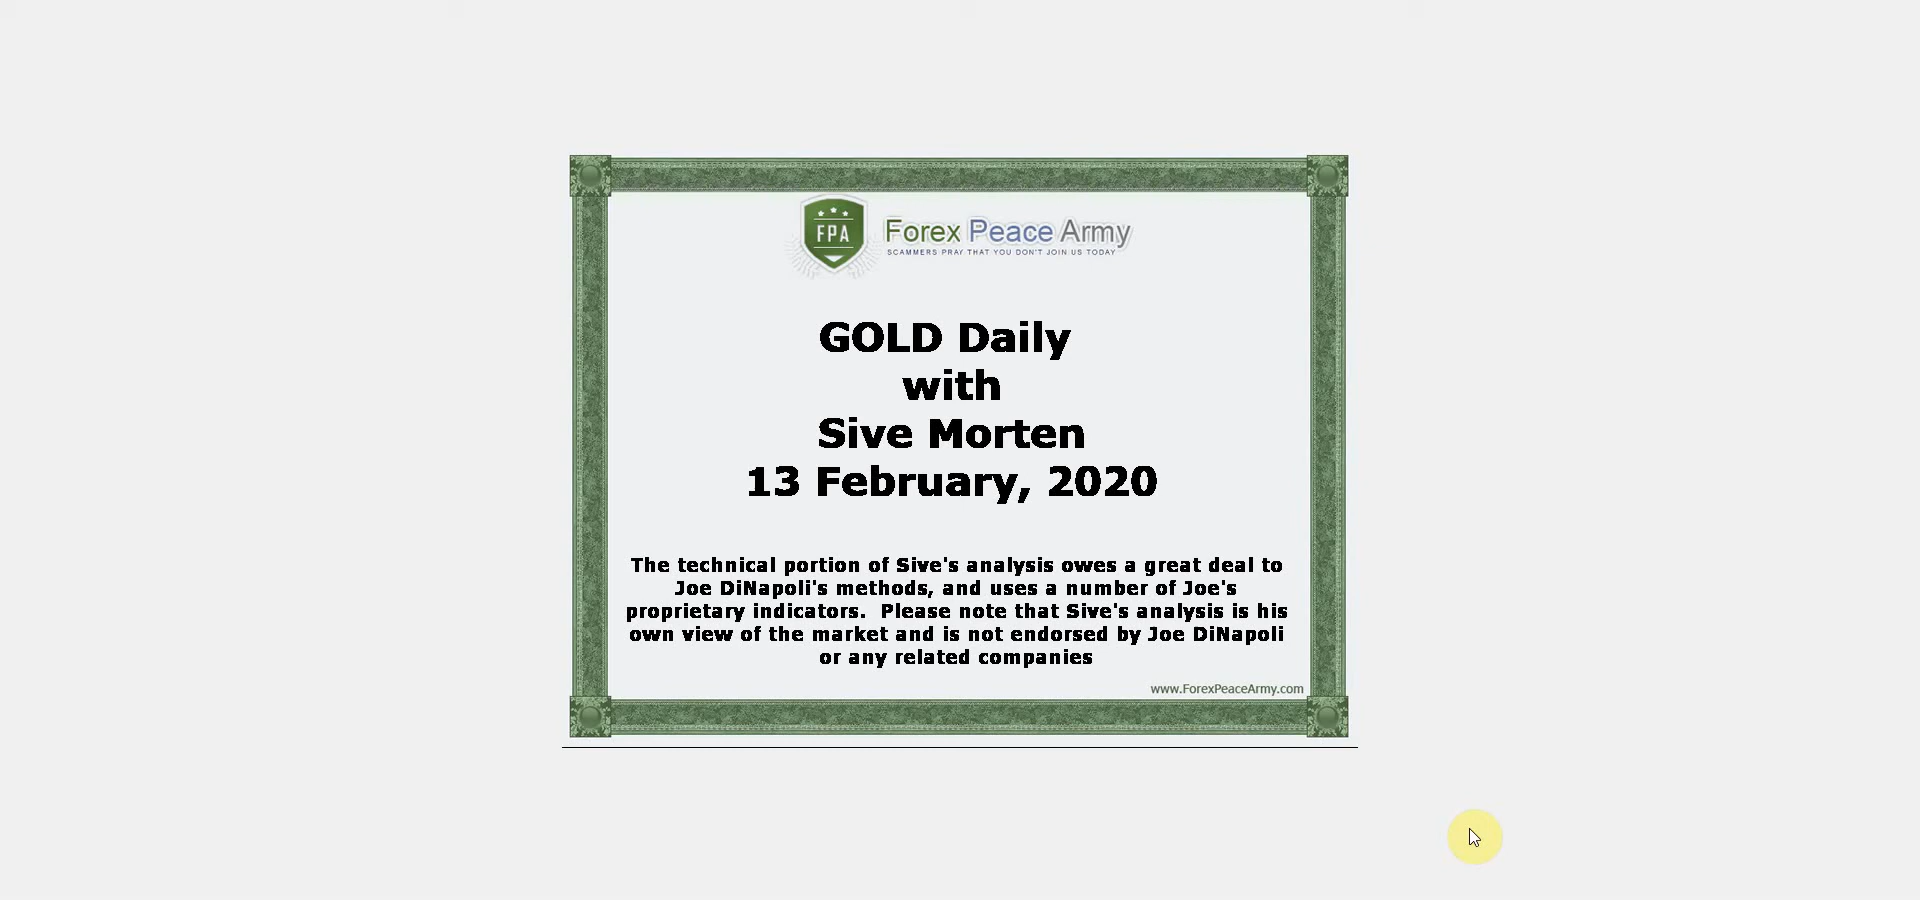 FPA
Forex Peace Army
SCAMMERS PRAY THAT YOU DON'T JOIN US TODAY
GOLD Daily
with
Sive Morten
13 February, 2020
The technical portion of Sive's analysis owes a great deal to
Joe DiNapoli's methods, and uses a number of Joe's
proprietary indicators.  Please note that Sive's analysis is his
own view of the market and is not endorsed by Joe DiNapoli
or any related companies
www.ForexPeaceArmy.com